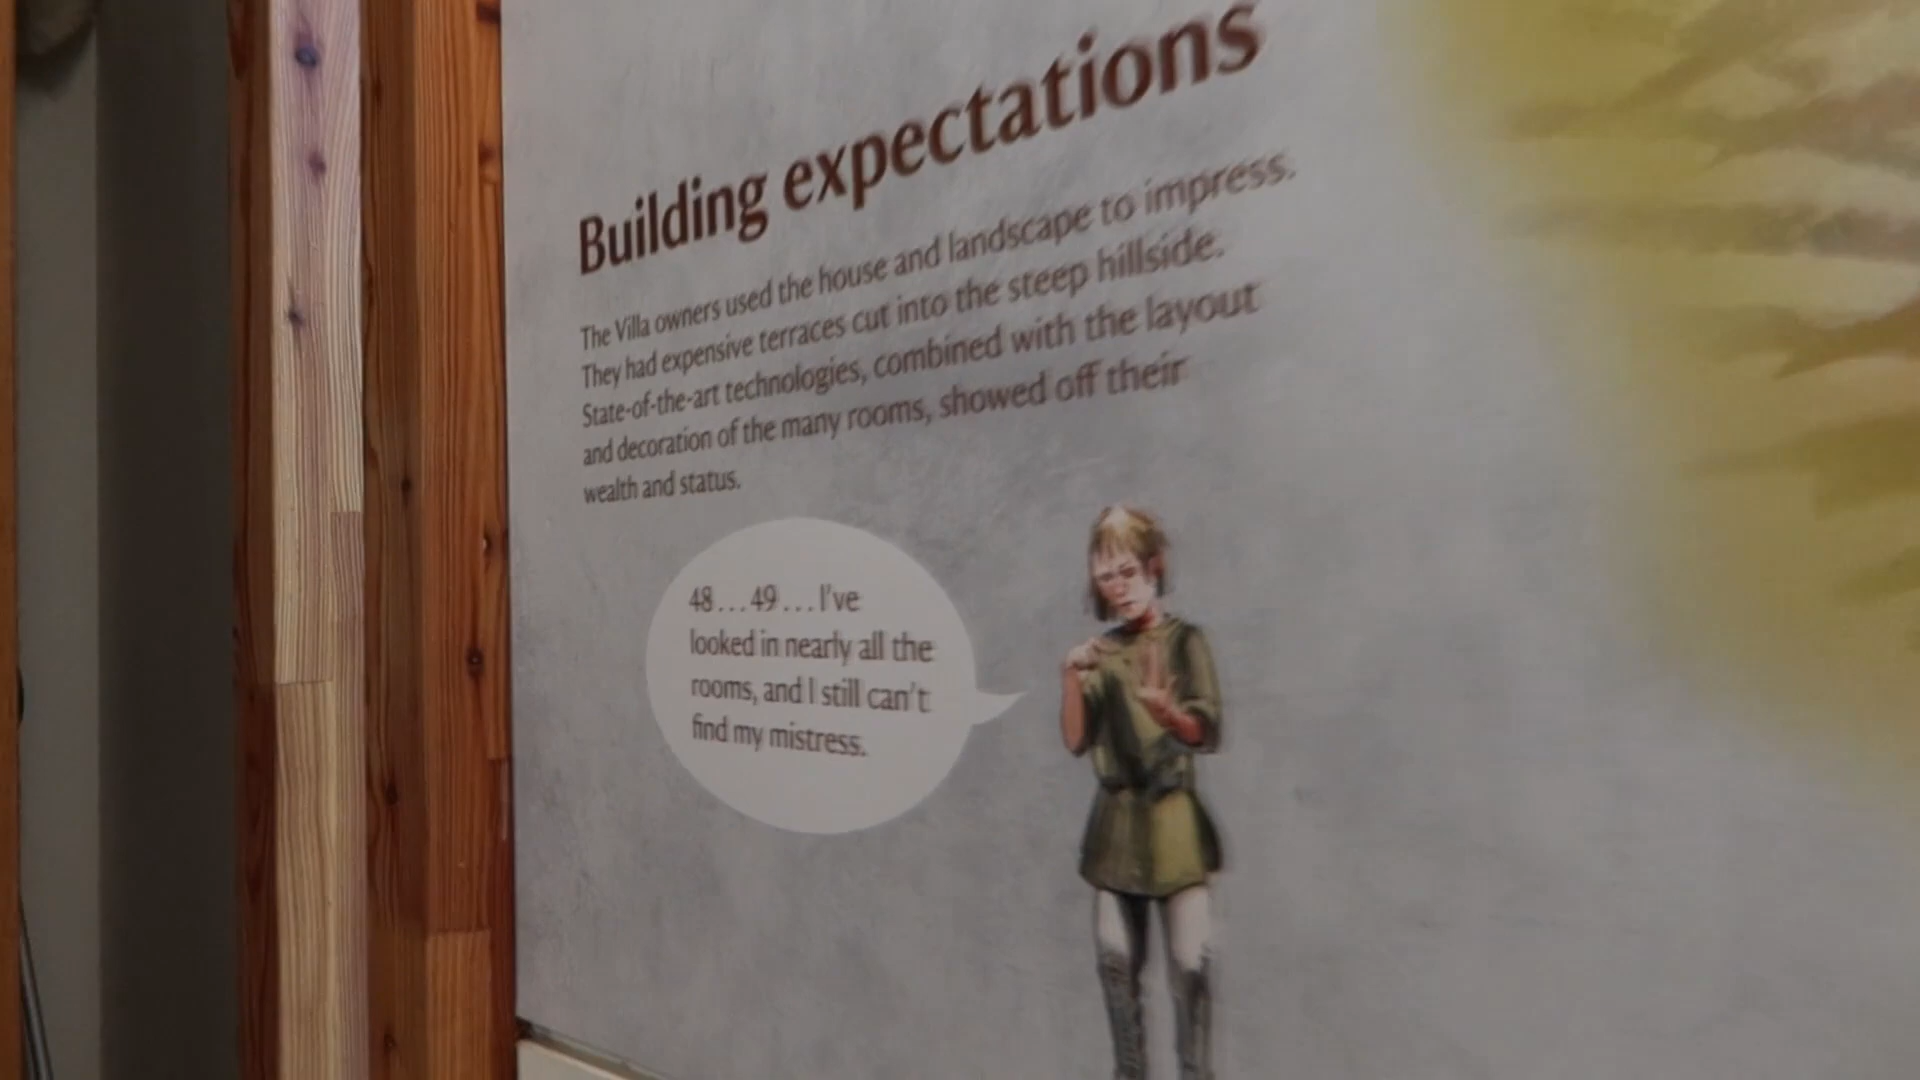 Building expectations
The Villa owners used the house and landscape to impress.
They had expensive terraces cut into the steep hillside.
State-of-the-art technologies, combined with the layout
and decoration of the many rooms, showed off their
wealth and status.
48...49...I've
looked in nearly all the
rooms, and I still can't
find my mistress.